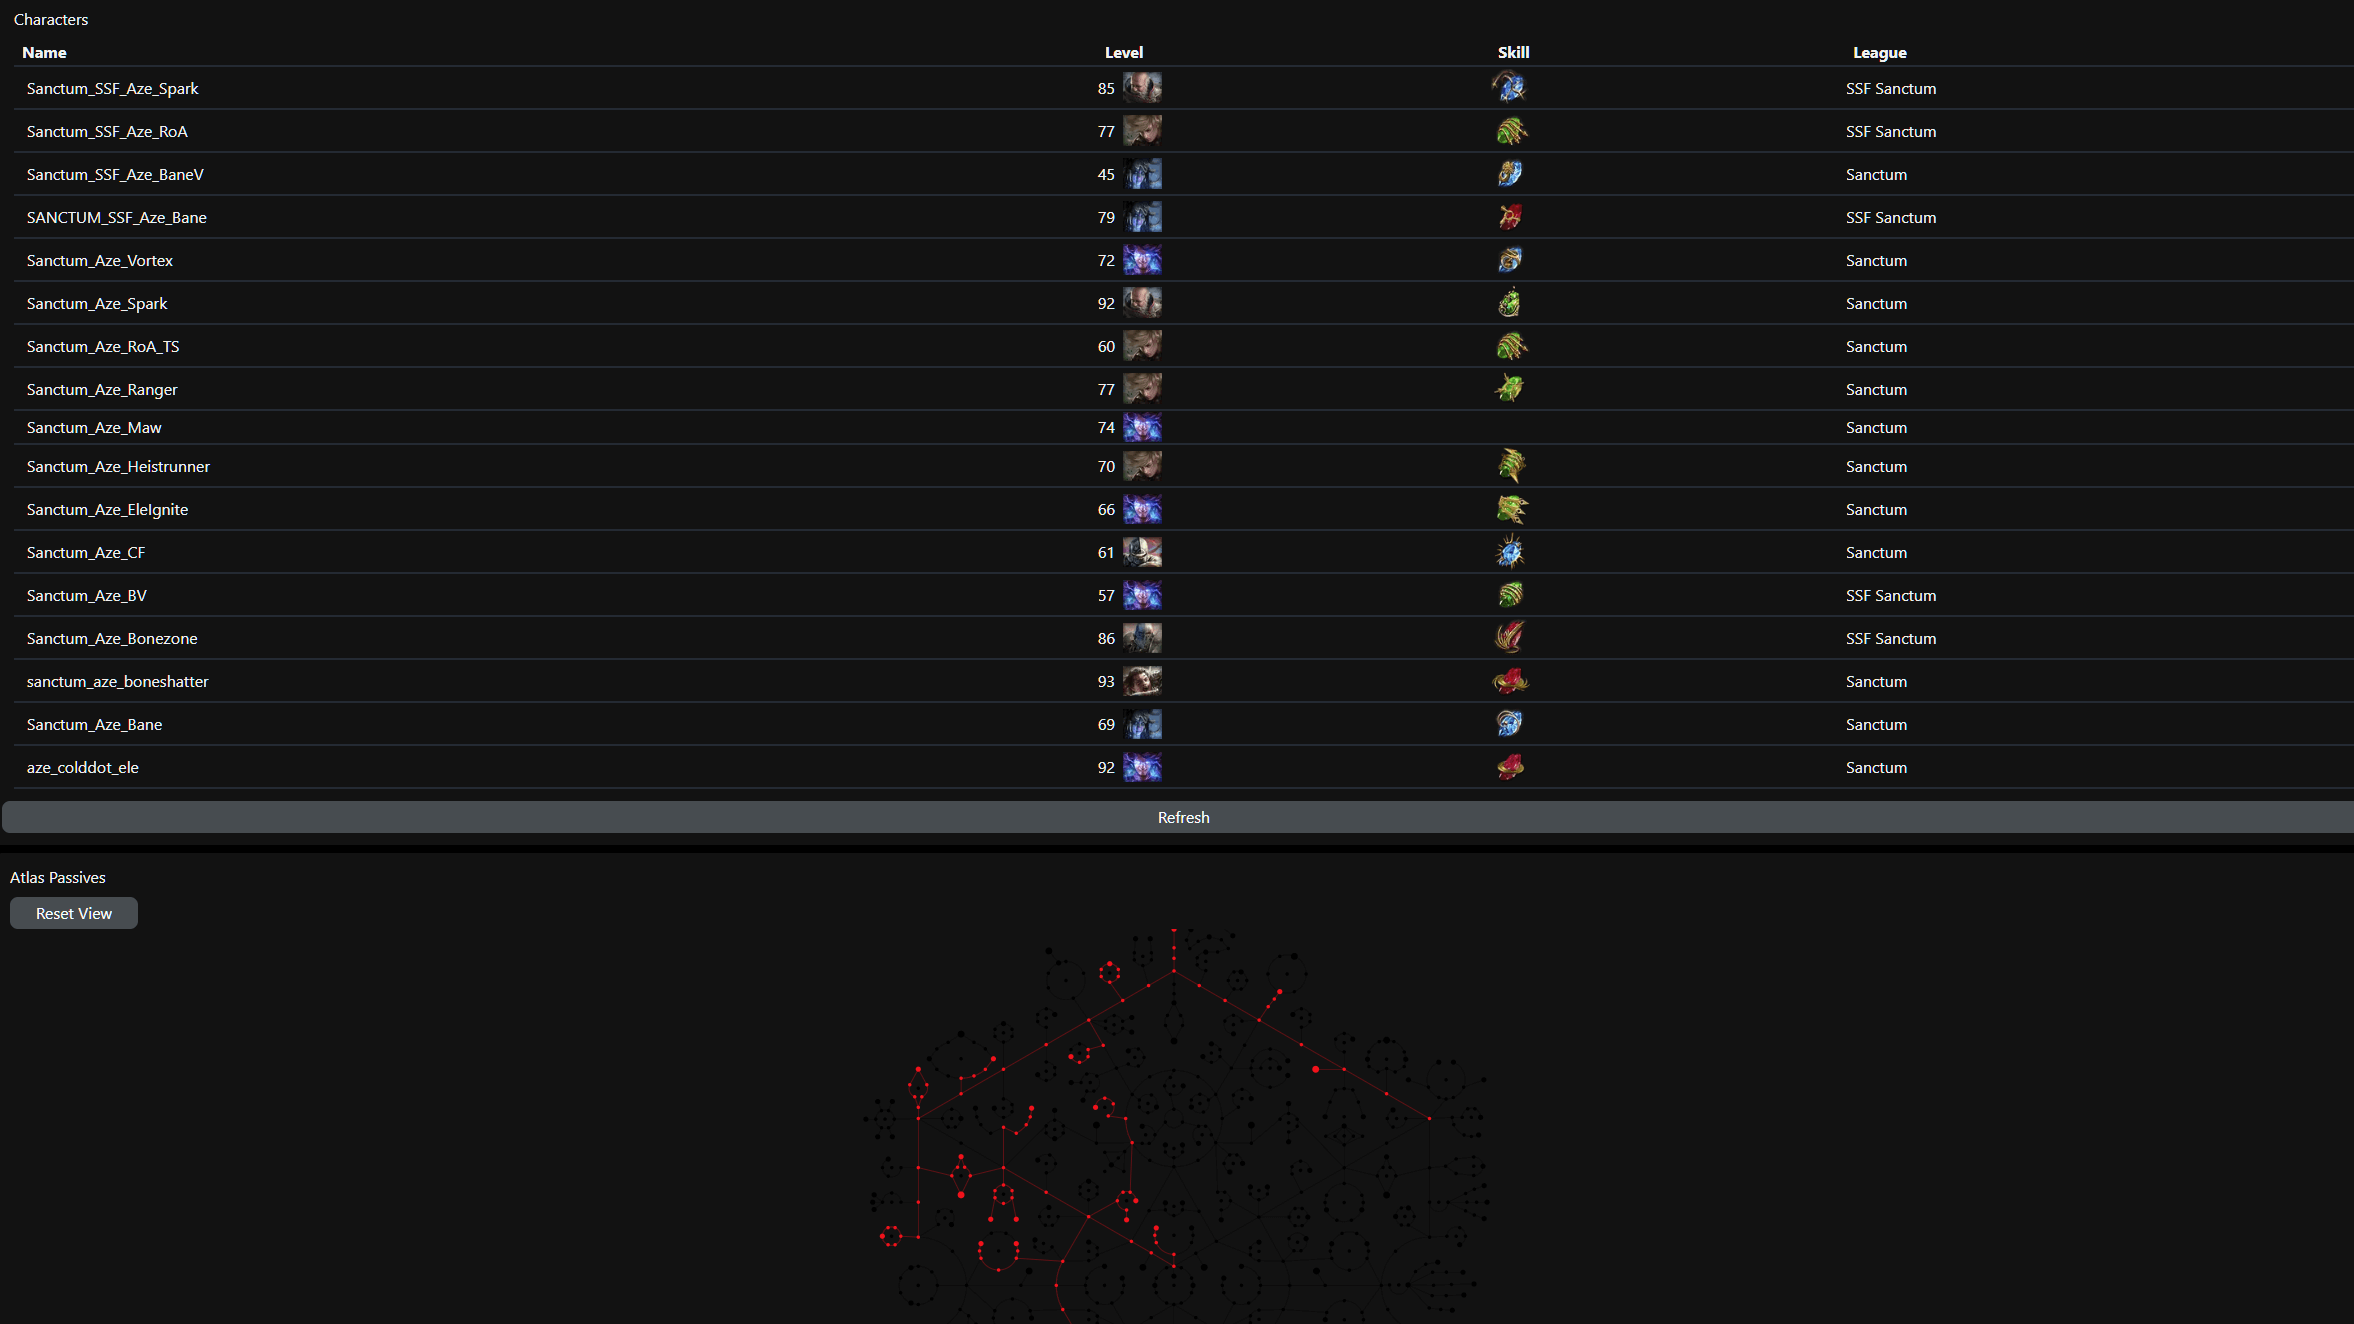 Characters
Name Level Skill League
Sanctum_SSF_Aze_Spark 85 SSF Sanctum
Sanctum_SSF_Aze_RoA 77 SSF Sanctum
Sanctum_SSF_Aze_BaneV 45 Sanctum
SANCTUM_SSF_Aze_Bane 79 SSF Sanctum
Sanctum_Aze_Vortex 72 Sanctum
Sanctum_Aze_Spark 92 Sanctum
Sanctum_Aze_RoA_TS 60 Sanctum
Sanctum_Aze_Ranger 77 Sanctum
Sanctum_Aze_Maw 74 Sanctum
Sanctum_Aze_Heistrunner 70 Sanctum
Sanctum_Aze_EleIgnite 66 Sanctum
Sanctum_Aze_CF 61 Sanctum
Sanctum_Aze_BV 57 SSF Sanctum
Sanctum_Aze_Bonezone 86 SSF Sanctum
sanctum_aze_boneshatter 93 Sanctum
Sanctum_Aze_Bane 69 Sanctum
aze_colddot_ele 92 Sanctum
Refresh
Atlas Passives
Reset View